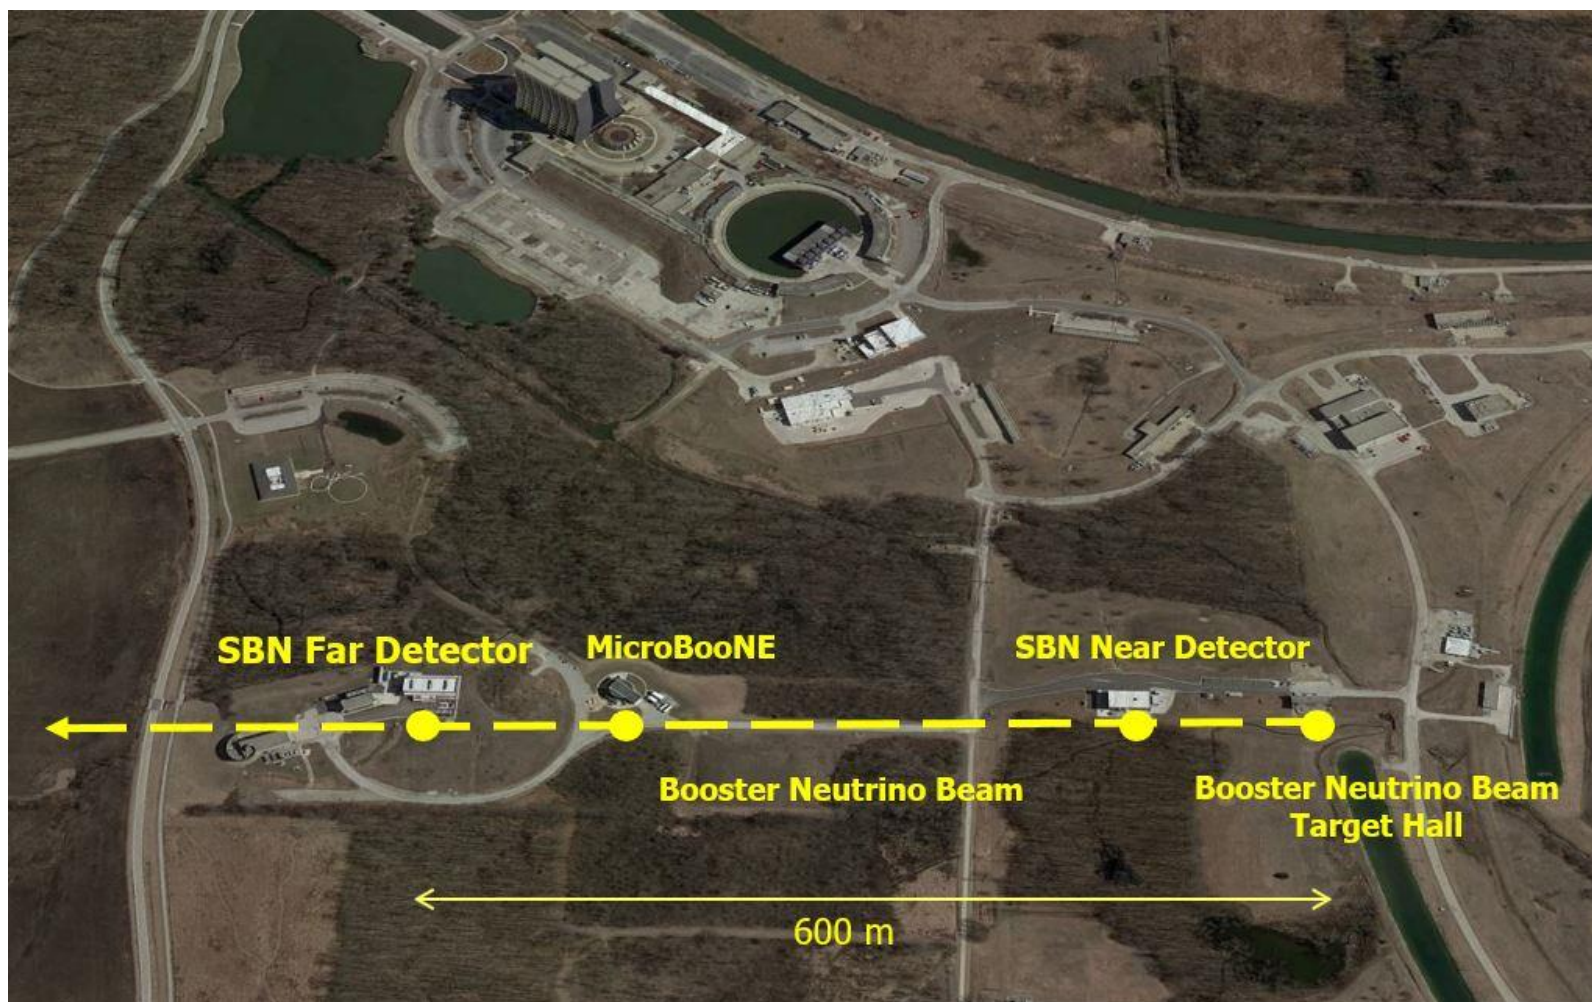 SBN Far Detector
MicroBooNE
SBN Near Detector
Booster Neutrino Beam
Booster Neutrino Beam
Target Hall
600 m